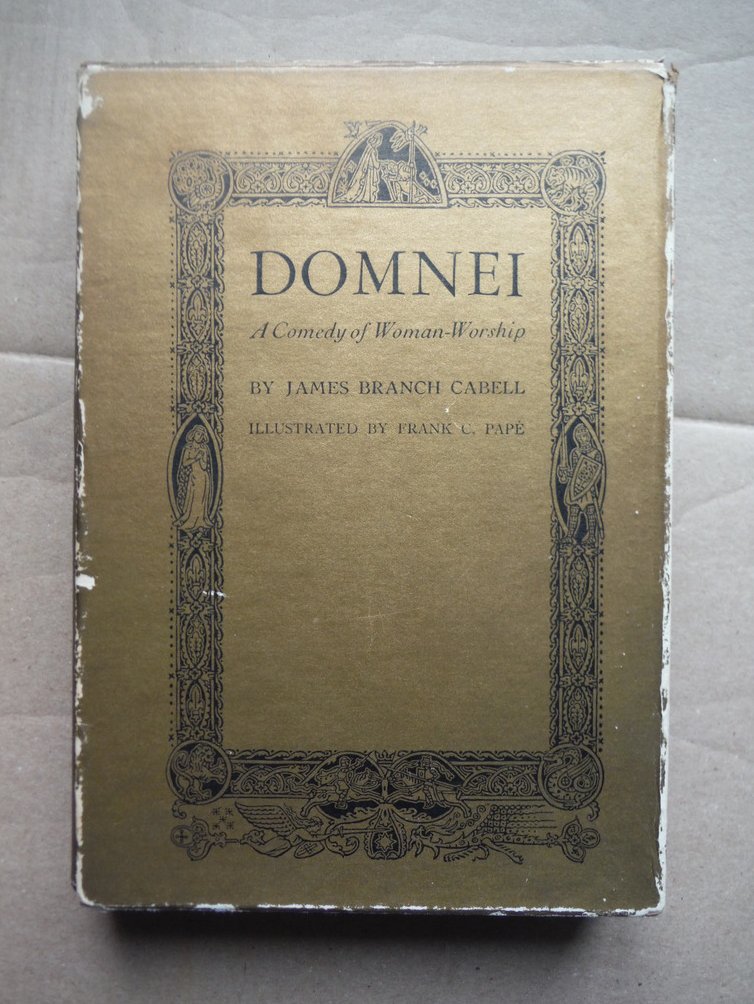 DOMNEI
A Comedy of Woman-Worship
BY JAMES BRANCH CABELL
ILLUSTRATED BY FRANK C. PAPÉ